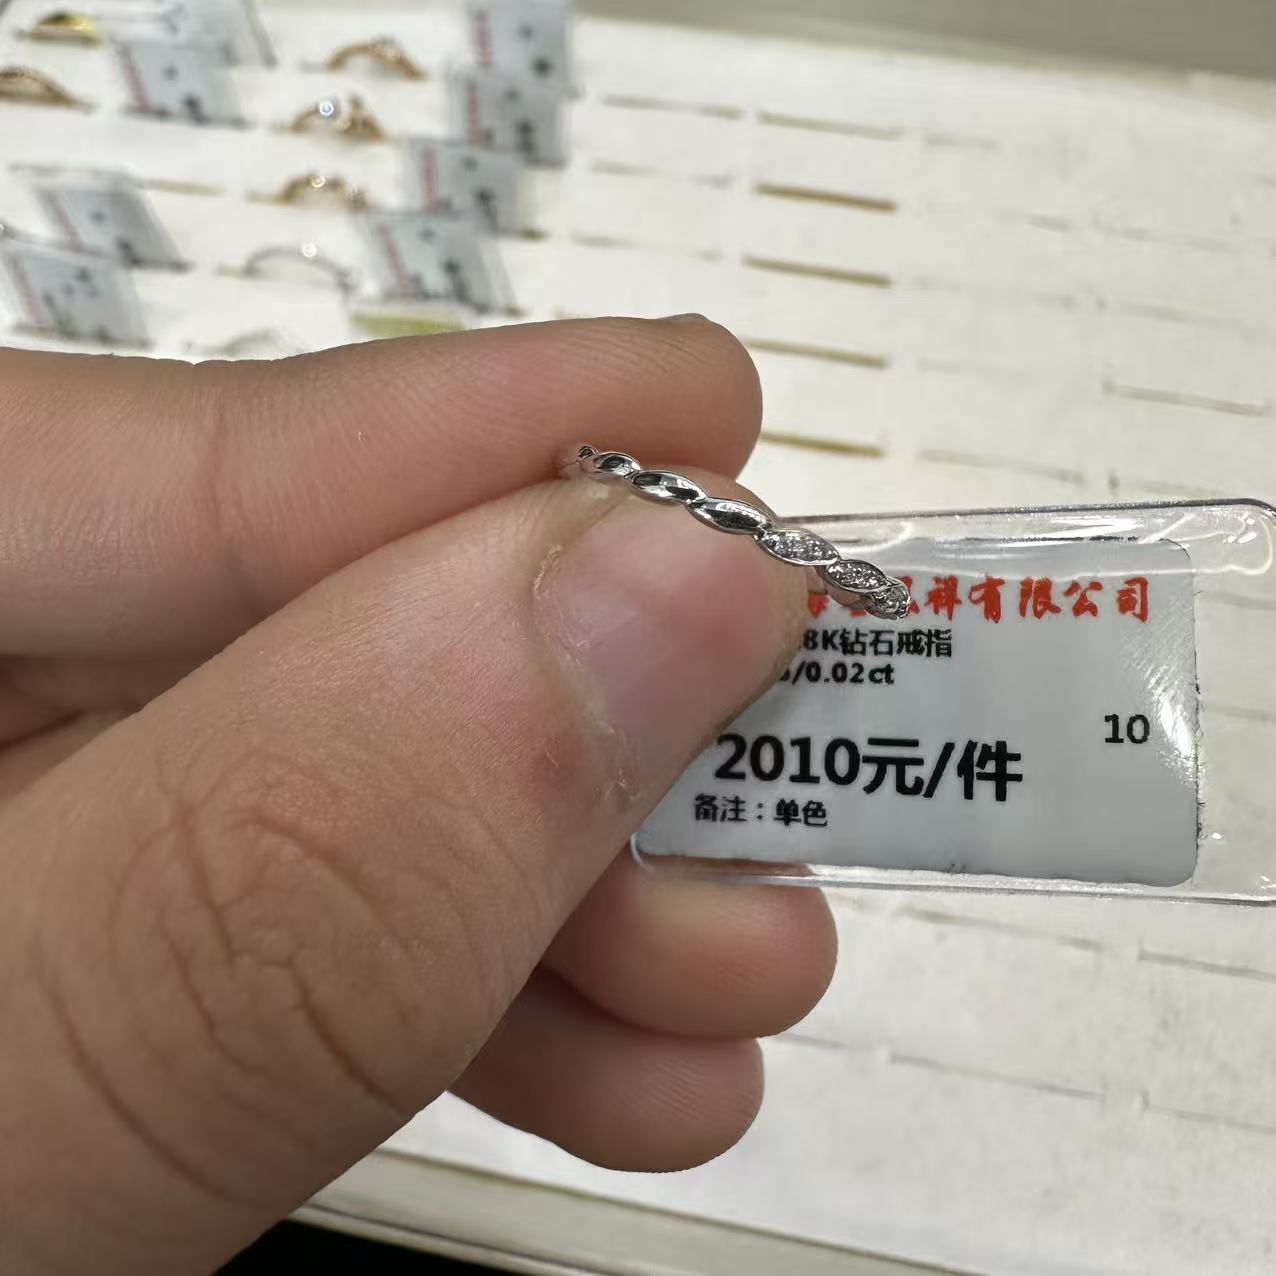 祥有限公司
8K钻石戒指
/0.02ct
10
2010元/件
备注：单色